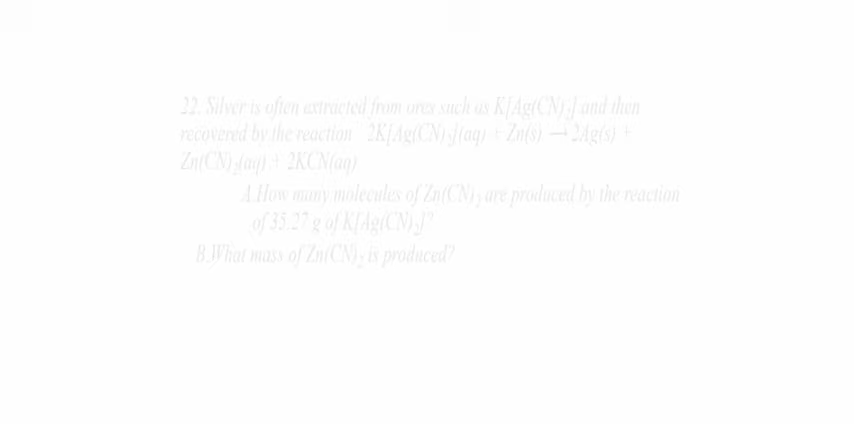 22. Silver is often extracted from ores such as K[Ag(CN)₂] and then
recovered by the reaction 2K[Ag(CN)₂](aq) + Zn(s) → 2Ag(s) +
Zn(CN)₂(aq) + 2KCN(aq)
A.How many molecules of Zn(CN)₂ are produced by the reaction
of 35.27 g of K[Ag(CN)₂]?
B.What mass of Zn(CN)₂ is produced?